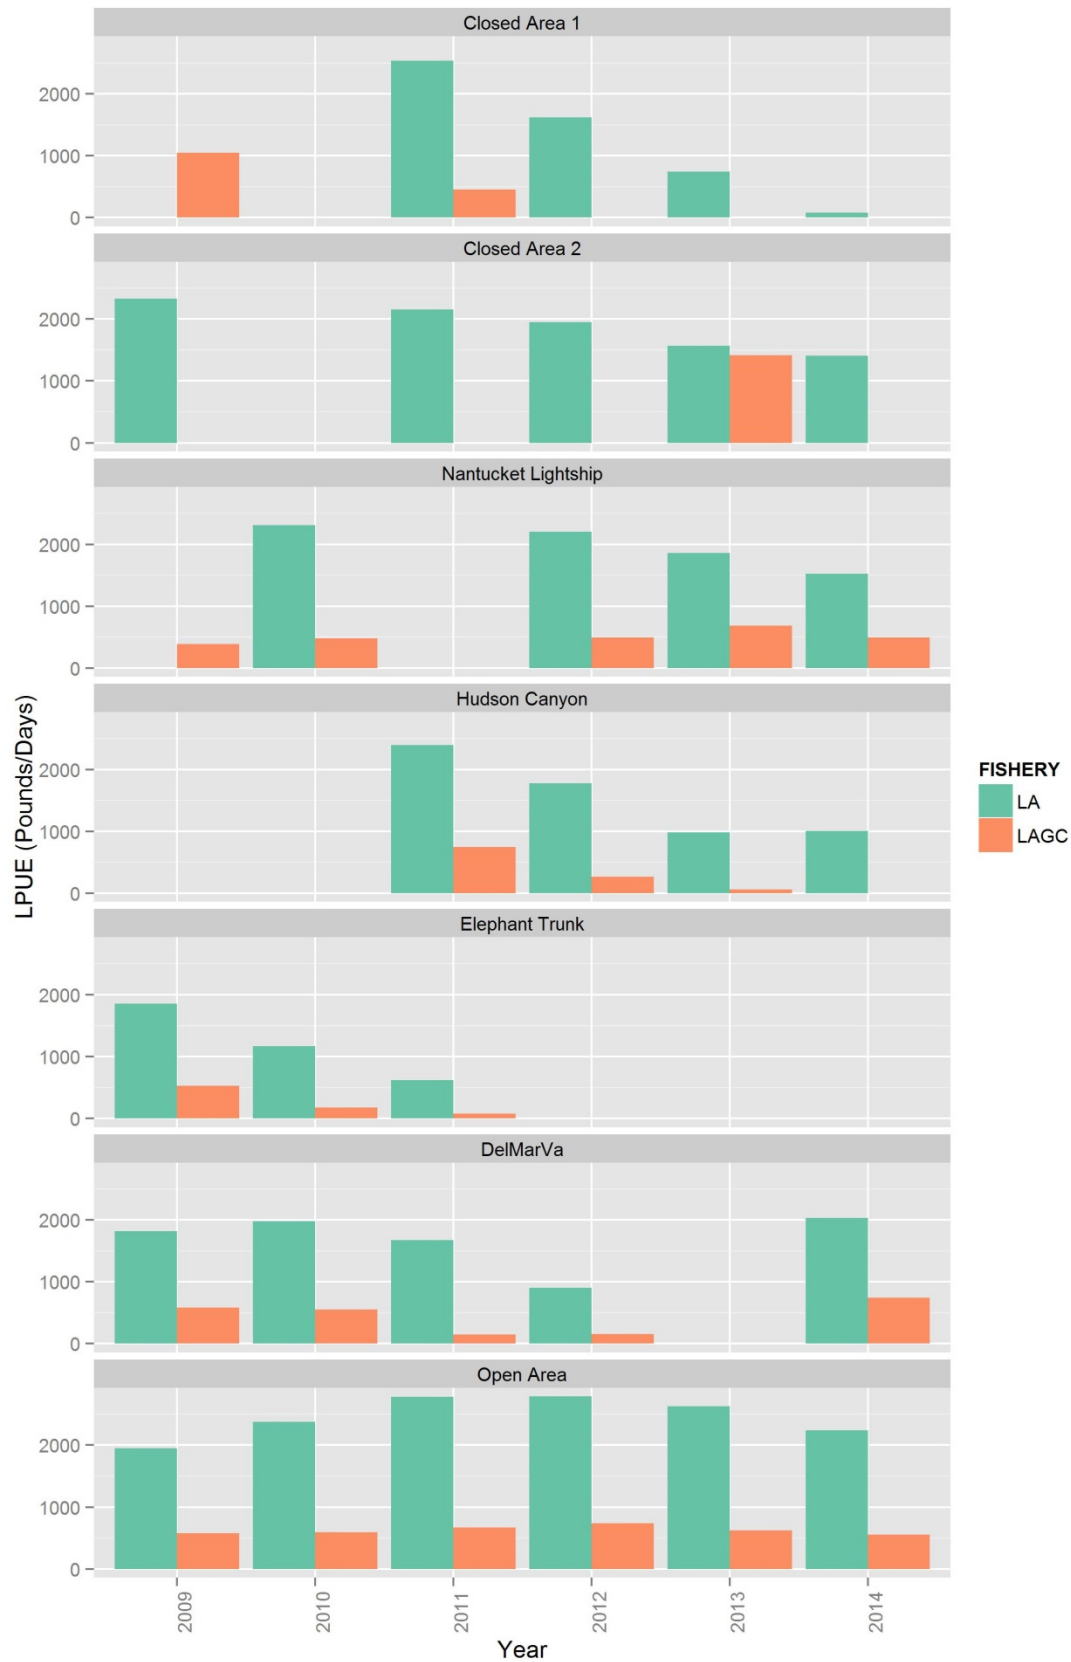 Closed Area 1
2000
1000
0
Closed Area 2
2000
1000
0
Nantucket Lightship
2000
1000
0
Hudson Canyon
2000
1000
0
Elephant Trunk
2000
1000
0
DelMarVa
2000
1000
0
Open Area
2000
1000
0
2009
2010
2011
2012
2013
2014
Year
LPUE (Pounds/Days)
FISHERY
LA
LAGC